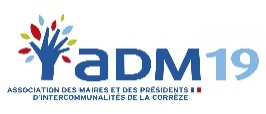 ADM19
ASSOCIATION DES MAIRES ET DES PRÉSIDENTS
D'INTERCOMMUNALITÉS DE LA CORRÈZE